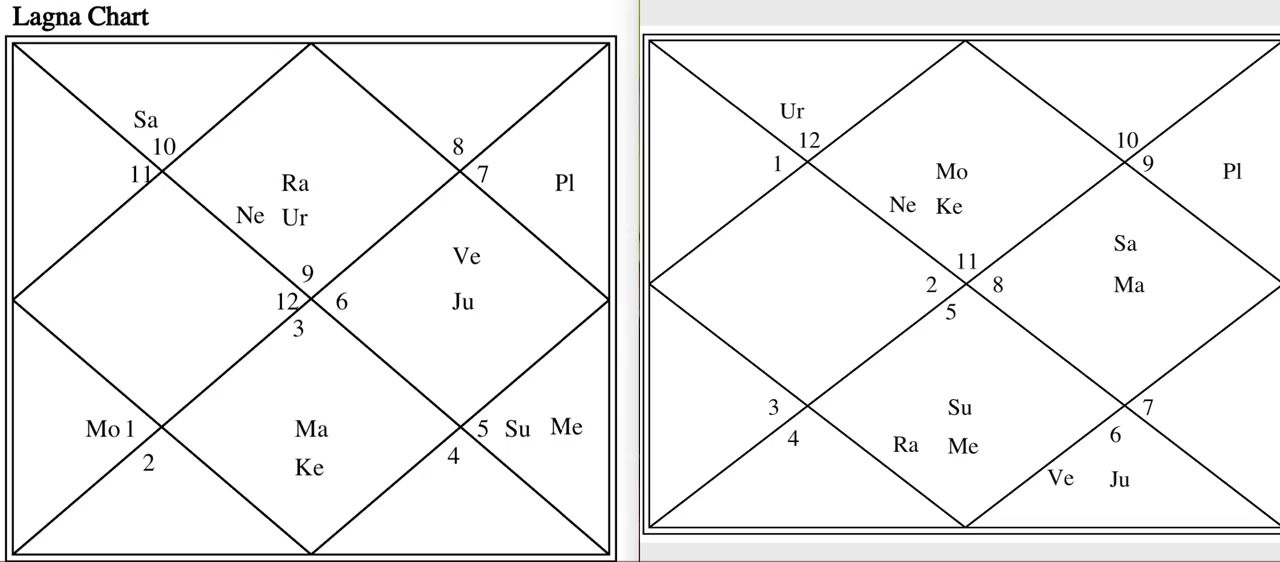 Lagna Chart
Sa
10
11
8
7
Pl
Ra
Ne Ur
Ve
Ju
9
12 6
3
Mo 1
2
Ma
Ke
5 Su Me
4
Ur
12
1
10
9
Pl
Mo
Ne Ke
Sa
Ma
11
2 8
5
3
4
Su
Ra Me
7
6
Ve Ju